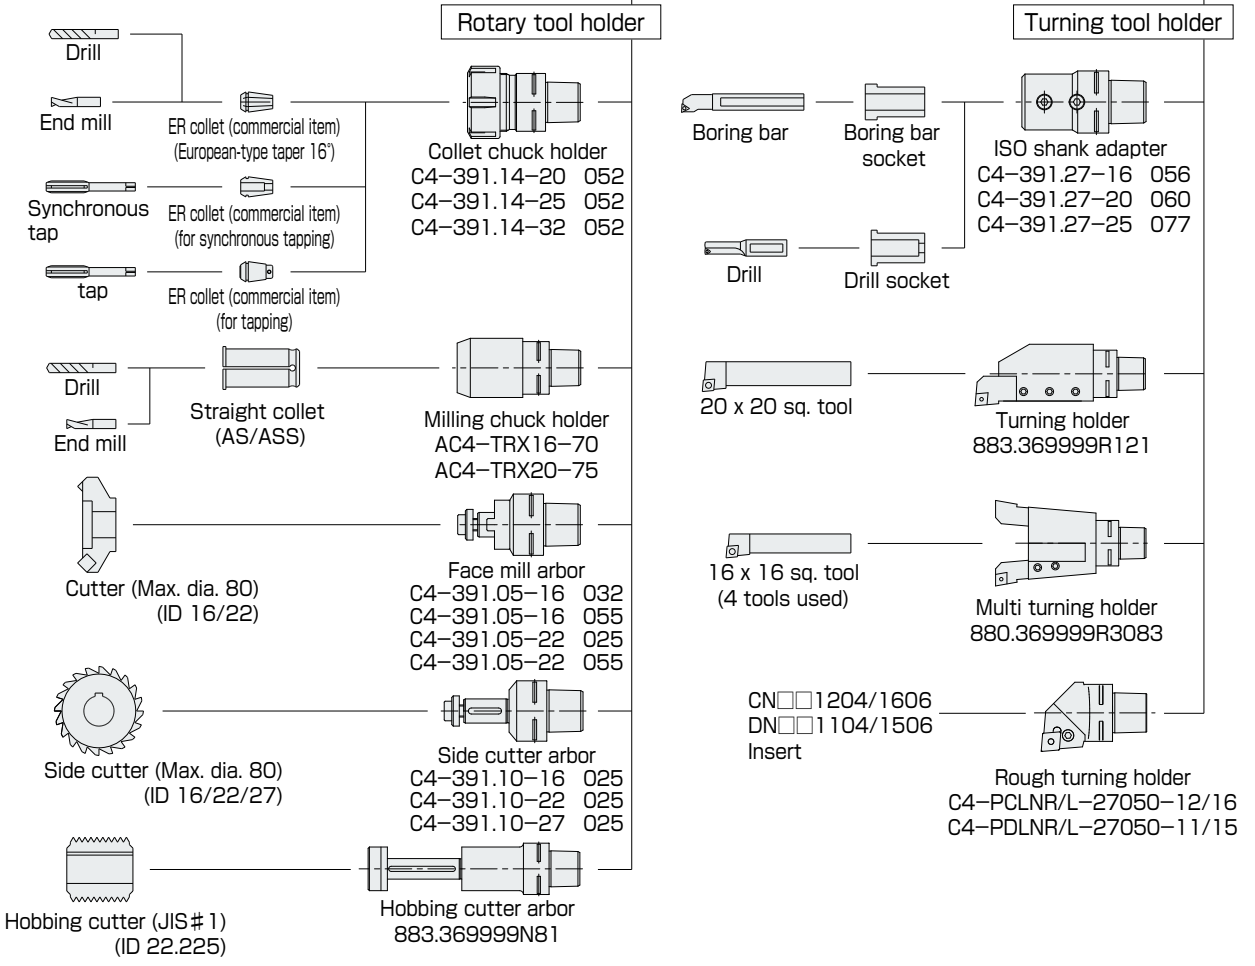 Rotary tool holder
Drill
End mill
ER collet (commercial item)
(European-type taper 16°)
Collet chuck holder
C4−391.14−20 052
C4−391.14−25 052
C4−391.14−32 052
Synchronous
tap
ER collet (commercial item)
(for synchronous tapping)
tap
ER collet (commercial item)
(for tapping)
Drill
End mill
Straight collet
(AS/ASS)
Milling chuck holder
AC4−TRX16−70
AC4−TRX20−75
Cutter (Max. dia. 80)
(ID 16/22)
Face mill arbor
C4−391.05−16 032
C4−391.05−16 055
C4−391.05−22 025
C4−391.05−22 055
Side cutter (Max. dia. 80)
(ID 16/22/27)
Side cutter arbor
C4−391.10−16 025
C4−391.10−22 025
C4−391.10−27 025
Hobbing cutter (JIS♯1)
(ID 22.225)
Hobbing cutter arbor
883.369999N81
Turning tool holder
Boring bar
Boring bar
socket
ISO shank adapter
C4−391.27−16 056
C4−391.27−20 060
C4−391.27−25 077
Drill
Drill socket
20 x 20 sq. tool
Turning holder
883.369999R121
16 x 16 sq. tool
(4 tools used)
Multi turning holder
880.369999R3083
CN□□1204/1606
DN□□1104/1506
Insert
Rough turning holder
C4−PCLNR/L−27050−12/16
C4−PDLNR/L−27050−11/15